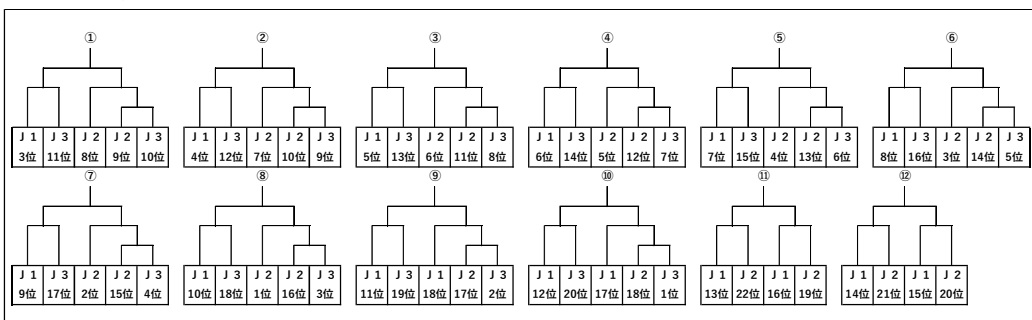 ① ② ③ ④ ⑤ ⑥
J1 J3 J2 J2 J3 J1 J3 J2 J2 J3 J1 J3 J2 J2 J3 J1 J3 J2 J2 J3 J1 J3 J2 J2 J3 J1 J3 J2 J2 J3
3位 11位 8位 9位 10位 4位 12位 7位 10位 9位 5位 13位 6位 11位 8位 6位 14位 5位 12位 7位 7位 15位 4位 13位 6位 8位 16位 3位 14位 5位
⑦ ⑧ ⑨ ⑩ ⑪ ⑫
J1 J3 J2 J2 J3 J1 J3 J2 J2 J3 J1 J3 J1 J2 J3 J1 J3 J1 J2 J3 J1 J2 J1 J2 J1 J2 J1 J2
9位 17位 2位 15位 4位 10位 18位 1位 16位 3位 11位 19位 18位 17位 2位 12位 20位 17位 18位 1位 13位 22位 16位 19位 14位 21位 15位 20位